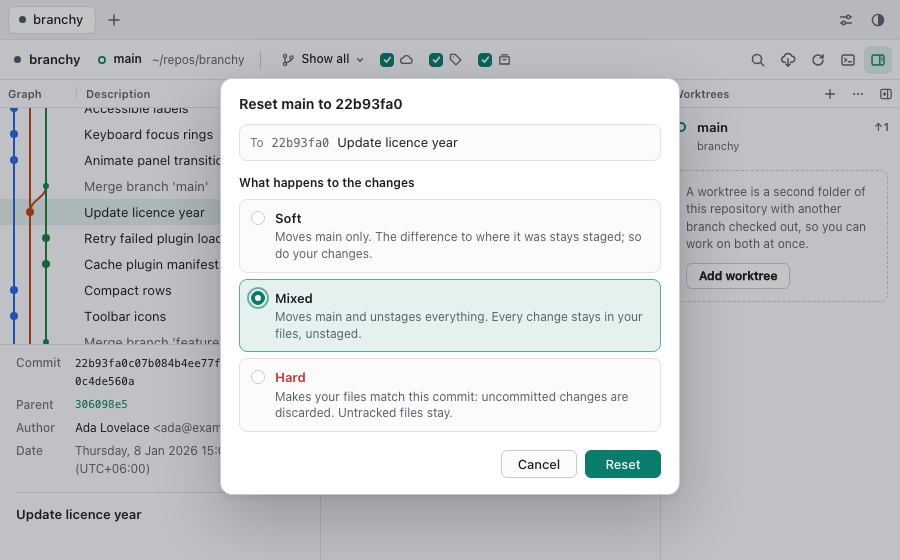 branchy
branchy main ~/repos/branchy Show all
Graph Description Worktrees
Accessible labels
Keyboard focus rings
Animate panel
Merge branch 'main'
Update licence year
Retry failed plugin
Cache plugin manifest
Compact rows
Toolbar icons
Merge branch
Commit 22b93fa0c07b084b4ee77f
0c4de560a
Parent 306098e5
Author Ada Lovelace
Date Thursday, 8 Jan 2026
(UTC+06:00)
Update licence year
Reset main to 22b93fa0
To 22b93fa0 Update licence year
What happens to the changes
Soft
Moves main only. The difference to where it was stays staged; so
do your changes.
Mixed
Moves main and unstages everything. Every change stays in your
files, unstaged.
Hard
Makes your files match this commit: uncommitted changes are
discarded. Untracked files stay.
Cancel Reset
main ↑1
branchy
A worktree is a second folder of
this repository with another
branch checked out, so you can
work on both at once.
Add worktree